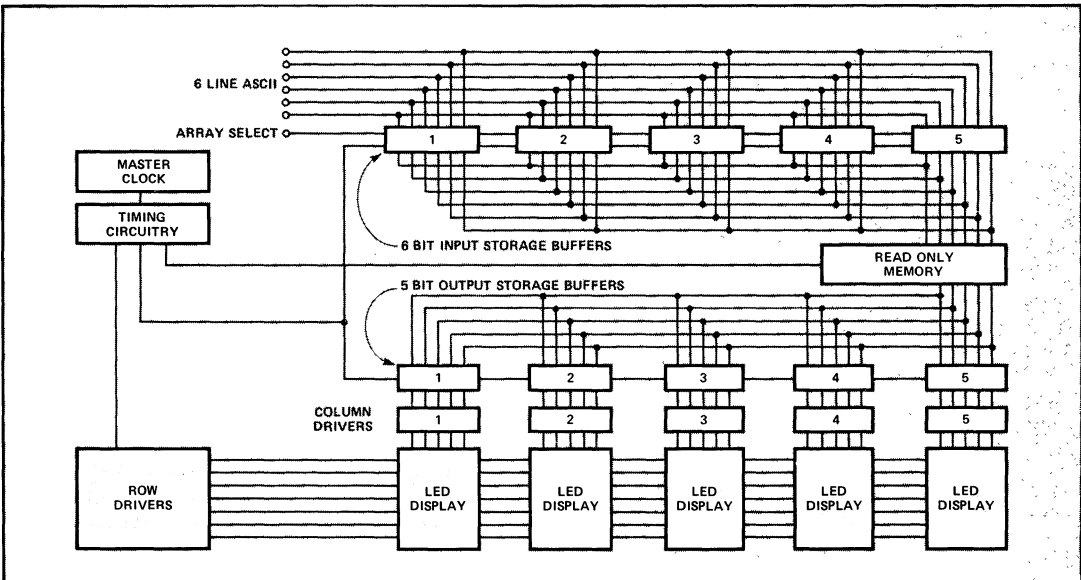 6 LINE ASCII
ARRAY SELECT
1 2 3 4 5
MASTER
CLOCK
TIMING
CIRCUITRY
6 BIT INPUT STORAGE BUFFERS
READ ONLY
MEMORY
5 BIT OUTPUT STORAGE BUFFERS
1 2 3 4 5
COLUMN
DRIVERS
1 2 3 4 5
ROW
DRIVERS
LED
DISPLAY
LED
DISPLAY
LED
DISPLAY
LED
DISPLAY
LED
DISPLAY